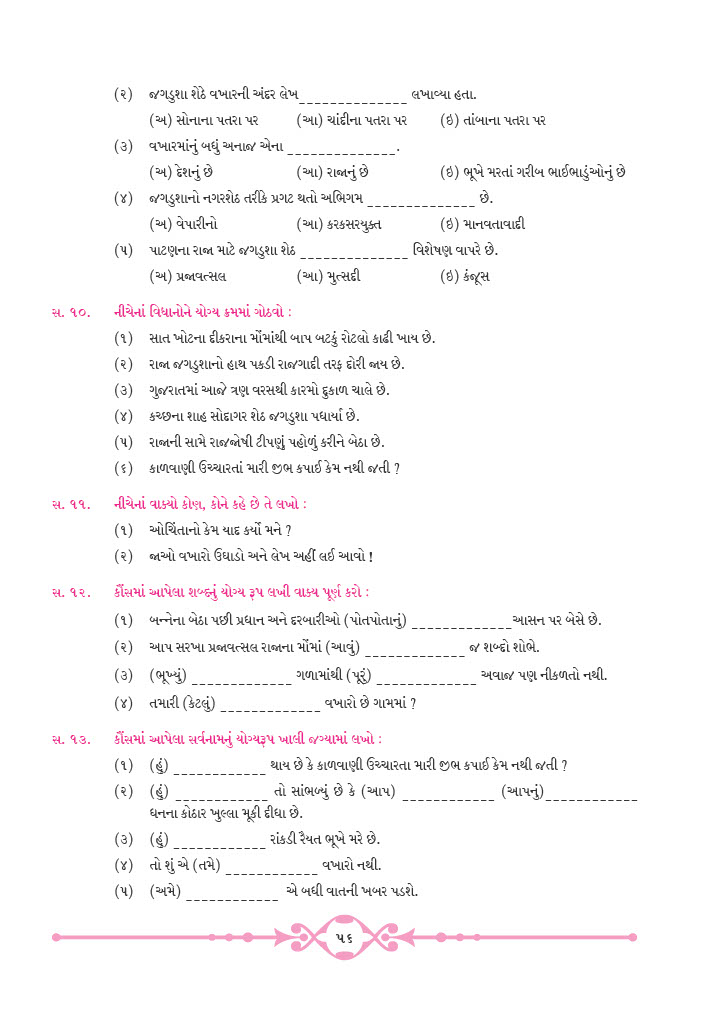 (૨) જગડુશા શેઠે વખારની અંદર લેખ______________ લખાવ્યા હતા.
(અ) સોનાના પતરા પર (આ) ચાંદીના પતરા પર (ઇ) તાંબાના પતરા પર
(૩) વખારમાંનું બધું અનાજ એના ______________.
(અ) દેશનું છે (આ) રાજાનું છે (ઇ) ભૂખે મરતાં ગરીબ ભાઈભાડુંઓનું છે
(૪) જગડુશાનો નગરશેઠ તરીકે પ્રગટ થતો અભિગમ ______________ છે.
(અ) વેપારીનો (આ) કરકસરયુક્ત (ઇ) માનવતાવાદી
(૫) પાટણના રાજા માટે જગડુશા શેઠ ______________ વિશેષણ વાપરે છે.
(અ) પ્રજાવત્સલ (આ) મુત્સદી (ઇ) કંજૂસ
સ. ૧૦. નીચેનાં વિધાનોને યોગ્ય ક્રમમાં ગોઠવો :
(૧) સાત ખોટના દીકરાના મોંમાંથી બાપ બટકું રોટલો કાઢી ખાય છે.
(૨) રાજા જગડુશાનો હાથ પકડી રાજગાદી તરફ દોરી જાય છે.
(૩) ગુજરાતમાં આજે ત્રણ વરસથી કારમો દુકાળ ચાલે છે.
(૪) કચ્છના શાહ સોદાગર શેઠ જગડુશા પધાર્યા છે.
(૫) રાજાની સામે રાજજોષી ટીપણું પહોળું કરીને બેઠા છે.
(૬) કાળવાણી ઉચ્ચારતાં મારી જીભ કપાઈ કેમ નથી જતી ?
સ. ૧૧. નીચેનાં વાક્યો કોણ, કોને કહે છે તે લખો :
(૧) ઓચિંતાનો કેમ યાદ કર્યો મને ?
(૨) જાઓ વખારો ઉઘાડો અને લેખ અહીં લઈ આવો !
સ. ૧૨. કૌંસમાં આપેલા શબ્દનું યોગ્ય રૂપ લખી વાક્ય પૂર્ણ કરો :
(૧) બન્નેના બેઠા પછી પ્રધાન અને દરબારીઓ (પોતપોતાનું) _____________આસન પર બેસે છે.
(૨) આપ સરખા પ્રજાવત્સલ રાજાના મોંમાં (આવું) _____________ જ શબ્દો શોભે.
(૩) (ભૂખ્યું) _____________ ગળામાંથી (પૂરું) _____________ અવાજ પણ નીકળતો નથી.
(૪) તમારી (કેટલું) _____________ વખારો છે ગામમાં ?
સ. ૧૩. કૌંસમાં આપેલા સર્વનામનું યોગ્યરૂપ ખાલી જગ્યામાં લખો :
(૧) (હું) ____________ થાય છે કે કાળવાણી ઉચ્ચારતા મારી જીભ કપાઈ કેમ નથી જતી ?
(૨) (હું) ____________ તો સાંભળ્યું છે કે (આપ) ____________ (આપનું)____________
ધનના કોઠાર ખુલ્લા મૂકી દીધા છે.
(૩) (હું) ____________ રાંકડી રૈયત ભૂખે મરે છે.
(૪) તો શું એ (તમે) ____________ વખારો નથી.
(૫) (અમે) ____________ એ બધી વાતની ખબર પડશે.
૫૬